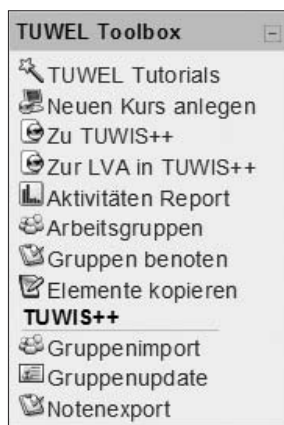 TUWEL Toolbox
TUWEL Tutorials
Neuen Kurs anlegen
Zu TUWIS++
Zur LVA in TUWIS++
Aktivitäten Report
Arbeitsgruppen
Gruppen benoten
Elemente kopieren
TUWIS++
Gruppenimport
Gruppenupdate
Notenexport